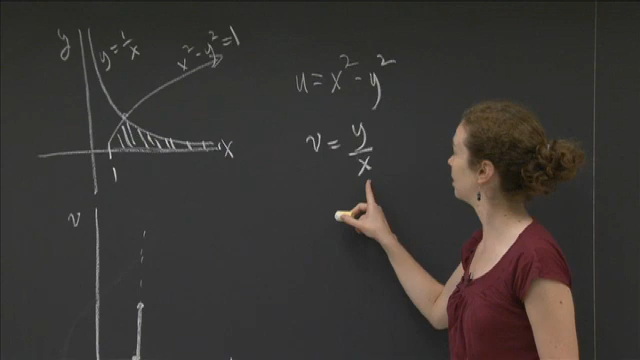 y
y = 1/x
x² - y² = 1
x
1
u = x² - y²
v = y/x
v